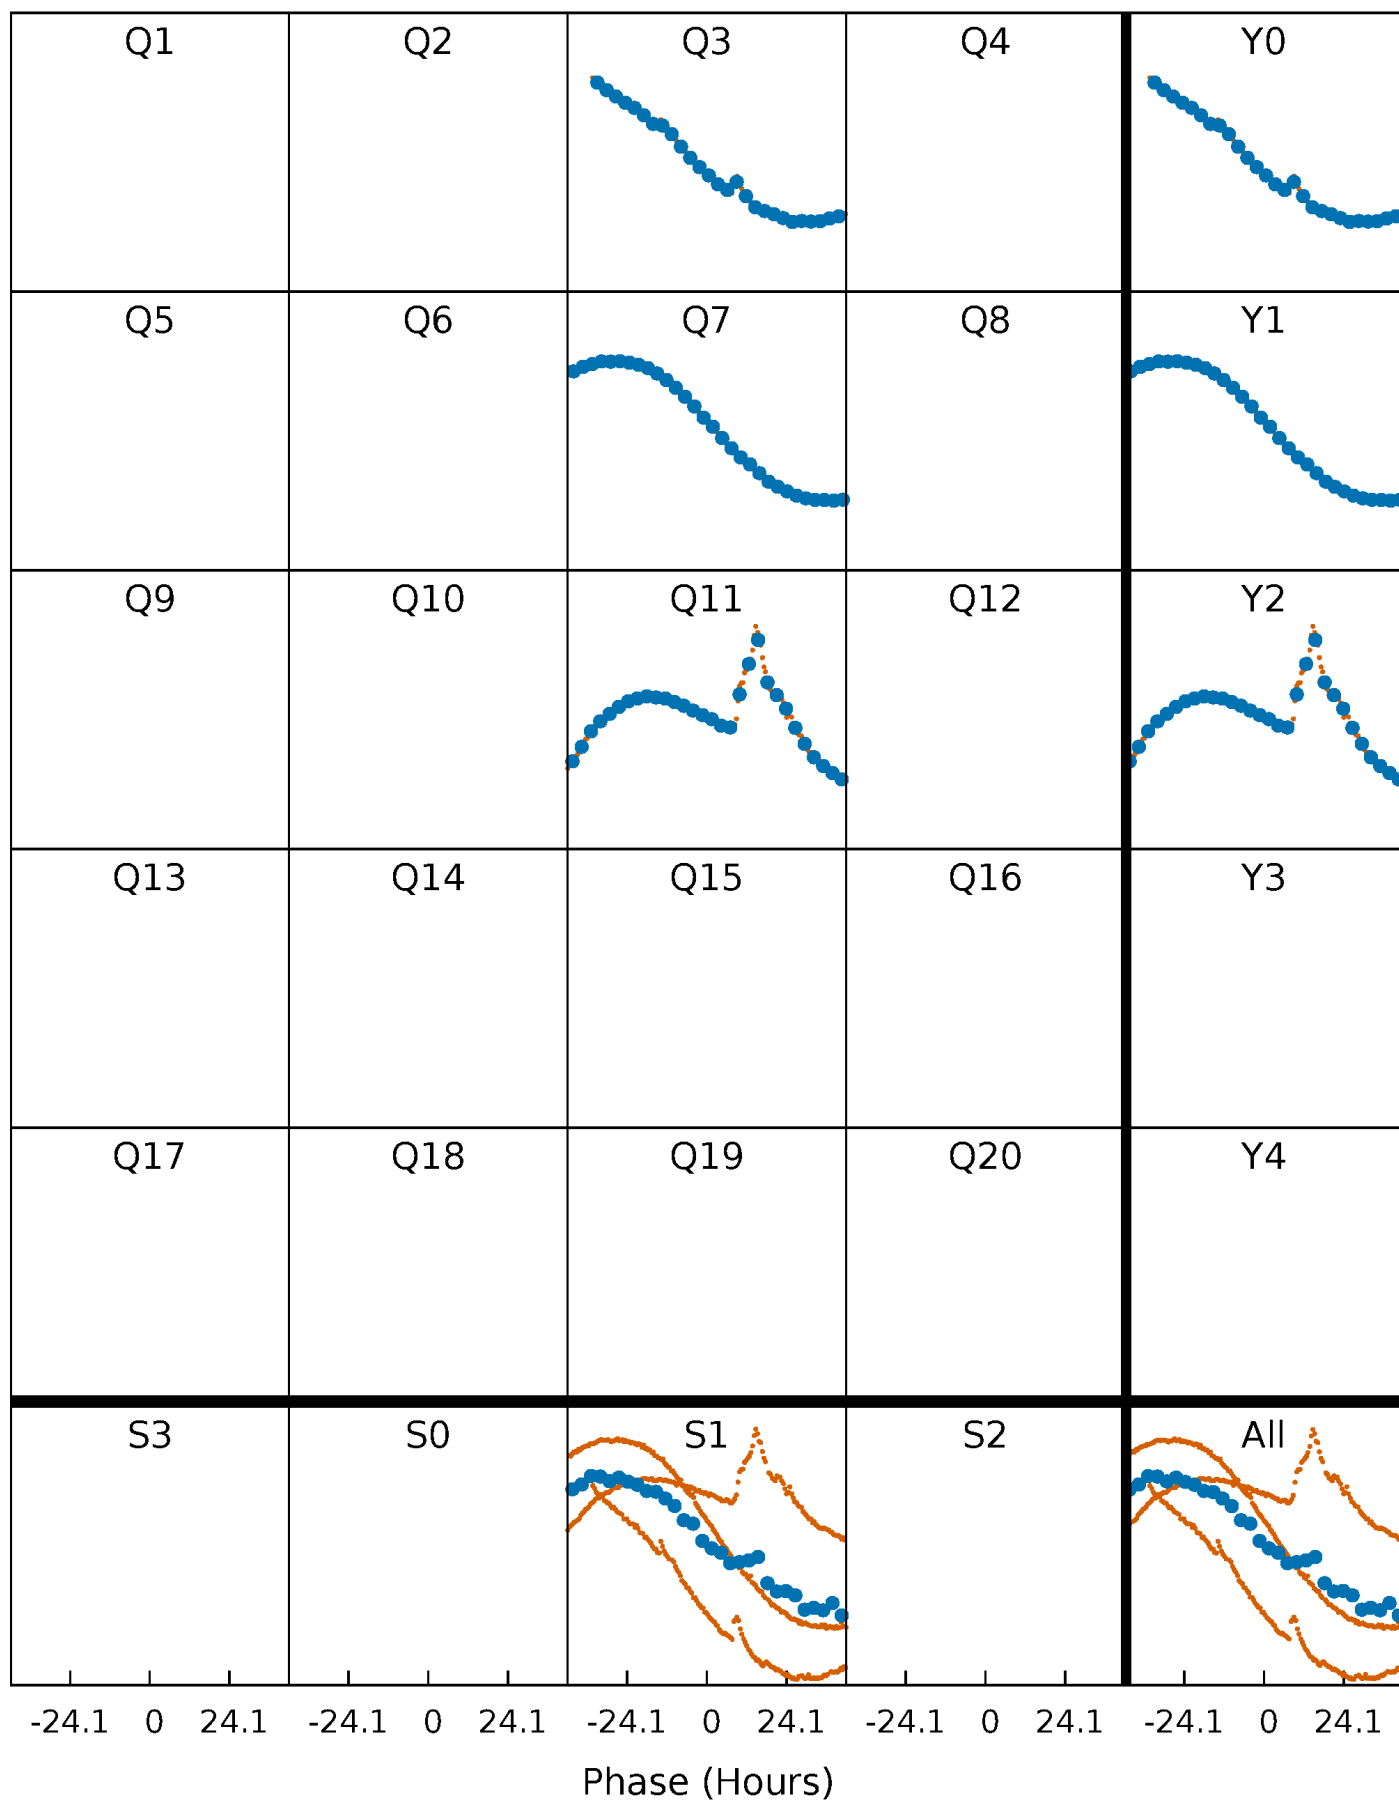 Q1 Q2 Q3 Q4 Y0
Q5 Q6 Q7 Q8 Y1
Q9 Q10 Q11 Q12 Y2
Q13 Q14 Q15 Q16 Y3
Q17 Q18 Q19 Q20 Y4
S3 S0 S1 S2 All
-24.1 0 24.1 -24.1 0 24.1 -24.1 0 24.1 -24.1 0 24.1 -24.1 0 24.1
Phase (Hours)